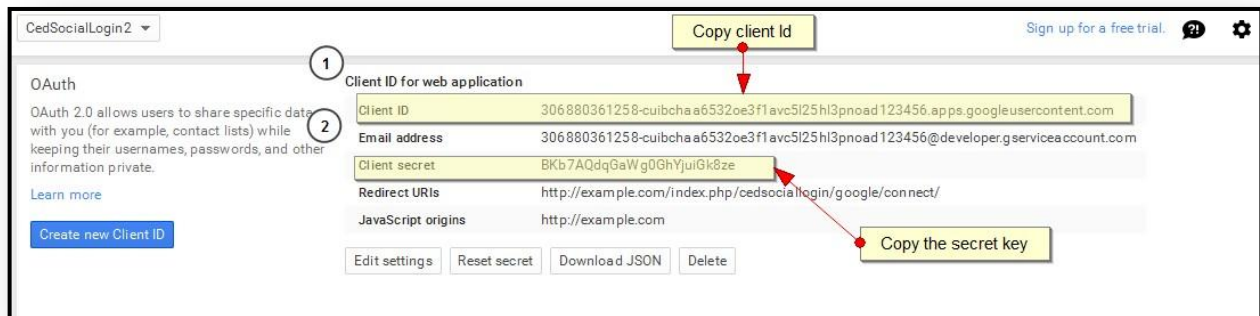 CedSocialLogin2
Copy client Id
Sign up for a free trial.
?!
1
OAuth
OAuth 2.0 allows users to share specific data
with you (for example, contact lists) while
keeping their usernames, passwords, and other
information private.
Learn more
Create new Client ID
2
Client ID for web application
Client ID 306880361258-cuibchaa6532oe3f1avc5l25hl3pnoad123456.apps.googleusercontent.com
Email address 306880361258-cuibchaa6532oe3f1avc5l25hl3pnoad123456@developer.gserviceaccount.com
Client secret BKb7AQdqGaWg0GhYjuiGk8ze
Redirect URIs http://example.com/index.php/cedsociallogin/google/connect/
JavaScript origins http://example.com
Copy the secret key
Edit settings Reset secret Download JSON Delete